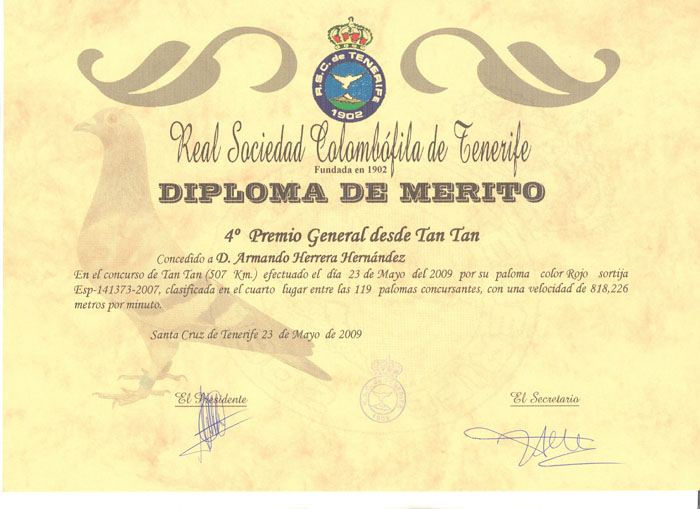 R.S.C. de TENERIFE
1902
Real Sociedad Colombófila de Tenerife
Fundada en 1902
DIPLOMA DE MERITO
4º Premio General desde Tan Tan
Concedido a D. Armando Herrera Hernández
En el concurso de Tan Tan (507 Km.) efectuado el día 23 de Mayo del 2009 por su paloma color Rojo sortija
Esp-141373-2007, clasificada en el cuarto lugar entre las 119 palomas concursantes, con una velocidad de 818,226
metros por minuto.
Santa Cruz de Tenerife 23 de Mayo de 2009
El Presidente
El Secretario
1902